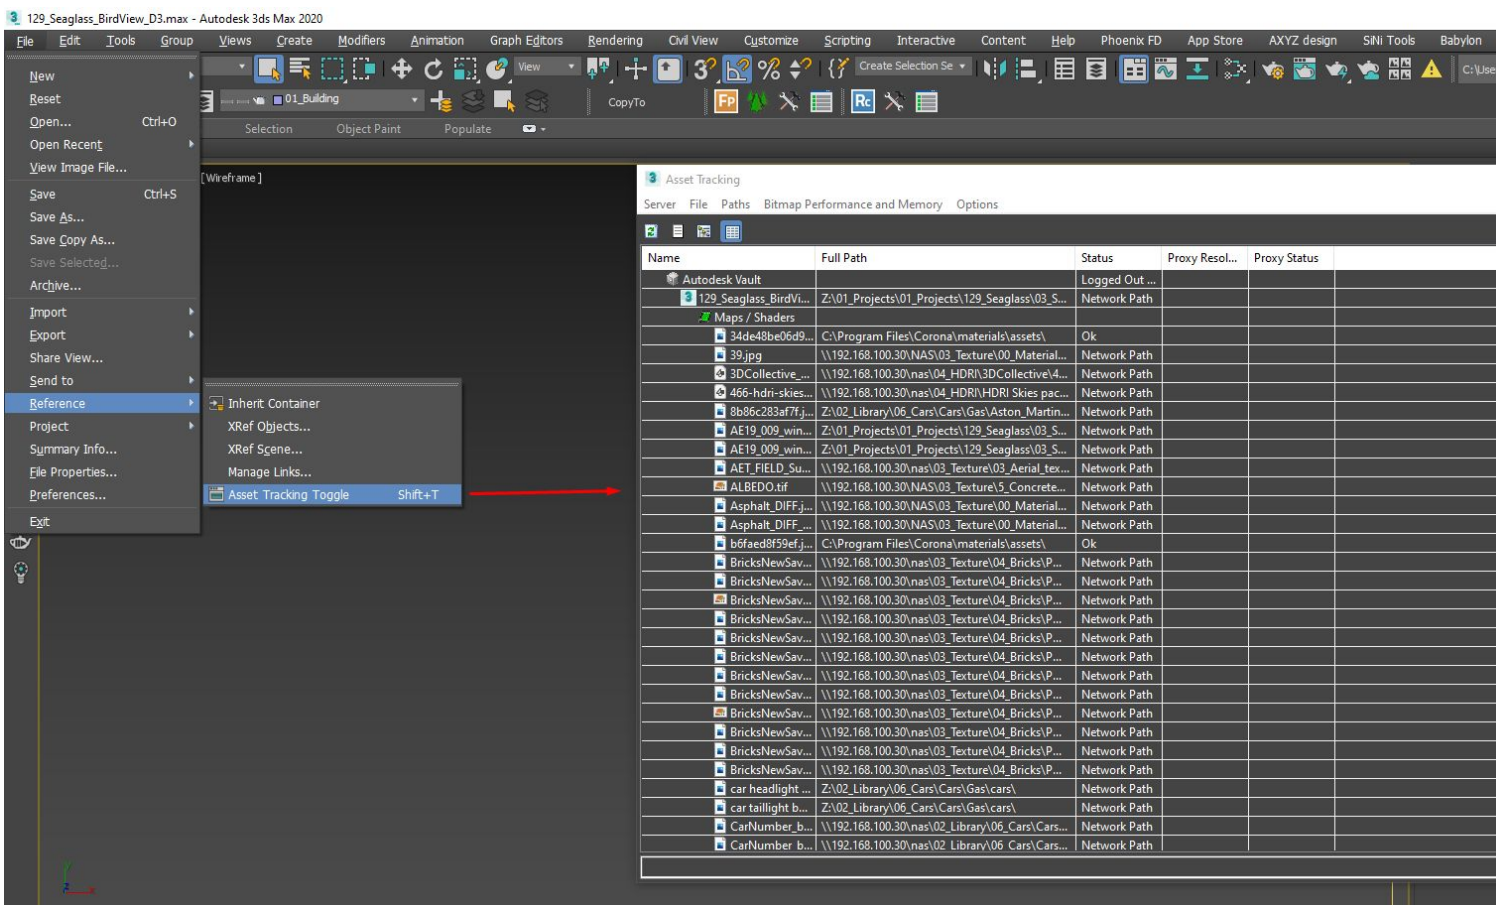 129_Seaglass_BirdView_D3.max - Autodesk 3ds Max 2020
File Edit Tools Group Views Create Modifiers Animation Graph Editors Rendering Civil View Customize Scripting Interactive Content Help Phoenix FD App Store AXYZ design SiNi Tools Babylon
View Create Selection Se C:\Use
01_Building CopyTo
Selection Object Paint Populate
New
Reset
Open... Ctrl+O
Open Recent
View Image File...
Save Ctrl+S
Save As...
Save Copy As...
Save Selected...
Archive...
Import
Export
Share View...
Send to
Reference
Project
Summary Info...
File Properties...
Preferences...
Exit
Inherit Container
XRef Objects...
XRef Scene...
Manage Links...
Asset Tracking Toggle Shift+T
[Wireframe ]
Asset Tracking
Server File Paths Bitmap Performance and Memory Options
Name Full Path Status Proxy Resol... Proxy Status
Autodesk Vault Logged Out ...
129_Seaglass_BirdVi... Z:\01_Projects\01_Projects\129_Seaglass\03_S... Network Path
Maps / Shaders
34de48be06d9... C:\Program Files\Corona\materials\assets\ Ok
39.jpg \\192.168.100.30\NAS\03_Texture\00_Material... Network Path
3DCollective_... \\192.168.100.30\nas\04_HDRI\3DCollective\4... Network Path
466-hdri-skies... \\192.168.100.30\nas\04_HDRI\HDRI Skies pac... Network Path
8b86c283af7f.j... Z:\02_Library\06_Cars\Cars\Gas\Aston_Martin... Network Path
AE19_009_win... Z:\01_Projects\01_Projects\129_Seaglass\03_S... Network Path
AE19_009_win... Z:\01_Projects\01_Projects\129_Seaglass\03_S... Network Path
AET_FIELD_Su... \\192.168.100.30\nas\03_Texture\03_Aerial_tex... Network Path
ALBEDO.tif \\192.168.100.30\NAS\03_Texture\5_Concrete... Network Path
Asphalt_DIFF.j... \\192.168.100.30\NAS\03_Texture\00_Material... Network Path
Asphalt_DIFF_... \\192.168.100.30\NAS\03_Texture\00_Material... Network Path
b6faed8f59ef.j... C:\Program Files\Corona\materials\assets\ Ok
BricksNewSav... \\192.168.100.30\nas\03_Texture\04_Bricks\P... Network Path
BricksNewSav... \\192.168.100.30\nas\03_Texture\04_Bricks\P... Network Path
BricksNewSav... \\192.168.100.30\nas\03_Texture\04_Bricks\P... Network Path
BricksNewSav... \\192.168.100.30\nas\03_Texture\04_Bricks\P... Network Path
BricksNewSav... \\192.168.100.30\nas\03_Texture\04_Bricks\P... Network Path
BricksNewSav... \\192.168.100.30\nas\03_Texture\04_Bricks\P... Network Path
BricksNewSav... \\192.168.100.30\nas\03_Texture\04_Bricks\P... Network Path
BricksNewSav... \\192.168.100.30\nas\03_Texture\04_Bricks\P... Network Path
BricksNewSav... \\192.168.100.30\nas\03_Texture\04_Bricks\P... Network Path
BricksNewSav... \\192.168.100.30\nas\03_Texture\04_Bricks\P... Network Path
BricksNewSav... \\192.168.100.30\nas\03_Texture\04_Bricks\P... Network Path
BricksNewSav... \\192.168.100.30\nas\03_Texture\04_Bricks\P... Network Path
car headlight ... Z:\02_Library\06_Cars\Cars\Gas\cars\ Network Path
car taillight b... Z:\02_Library\06_Cars\Cars\Gas\cars\ Network Path
CarNumber_b... \\192.168.100.30\nas\02_Library\06_Cars\Cars... Network Path
CarNumber_b... \\192.168.100.30\nas\02_Library\06_Cars\Cars... Network Path